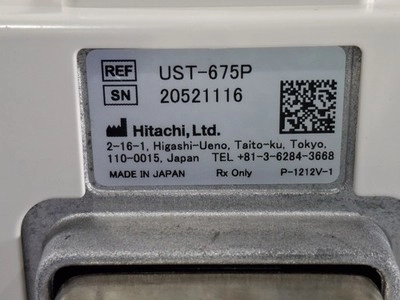 REF UST-675P
SN 20521116
Hitachi, Ltd.
2-16-1, Higashi-Ueno, Taito-ku, Tokyo,
110-0015, Japan TEL +81-3-6284-3668
MADE IN JAPAN Rx Only P-1212V-1